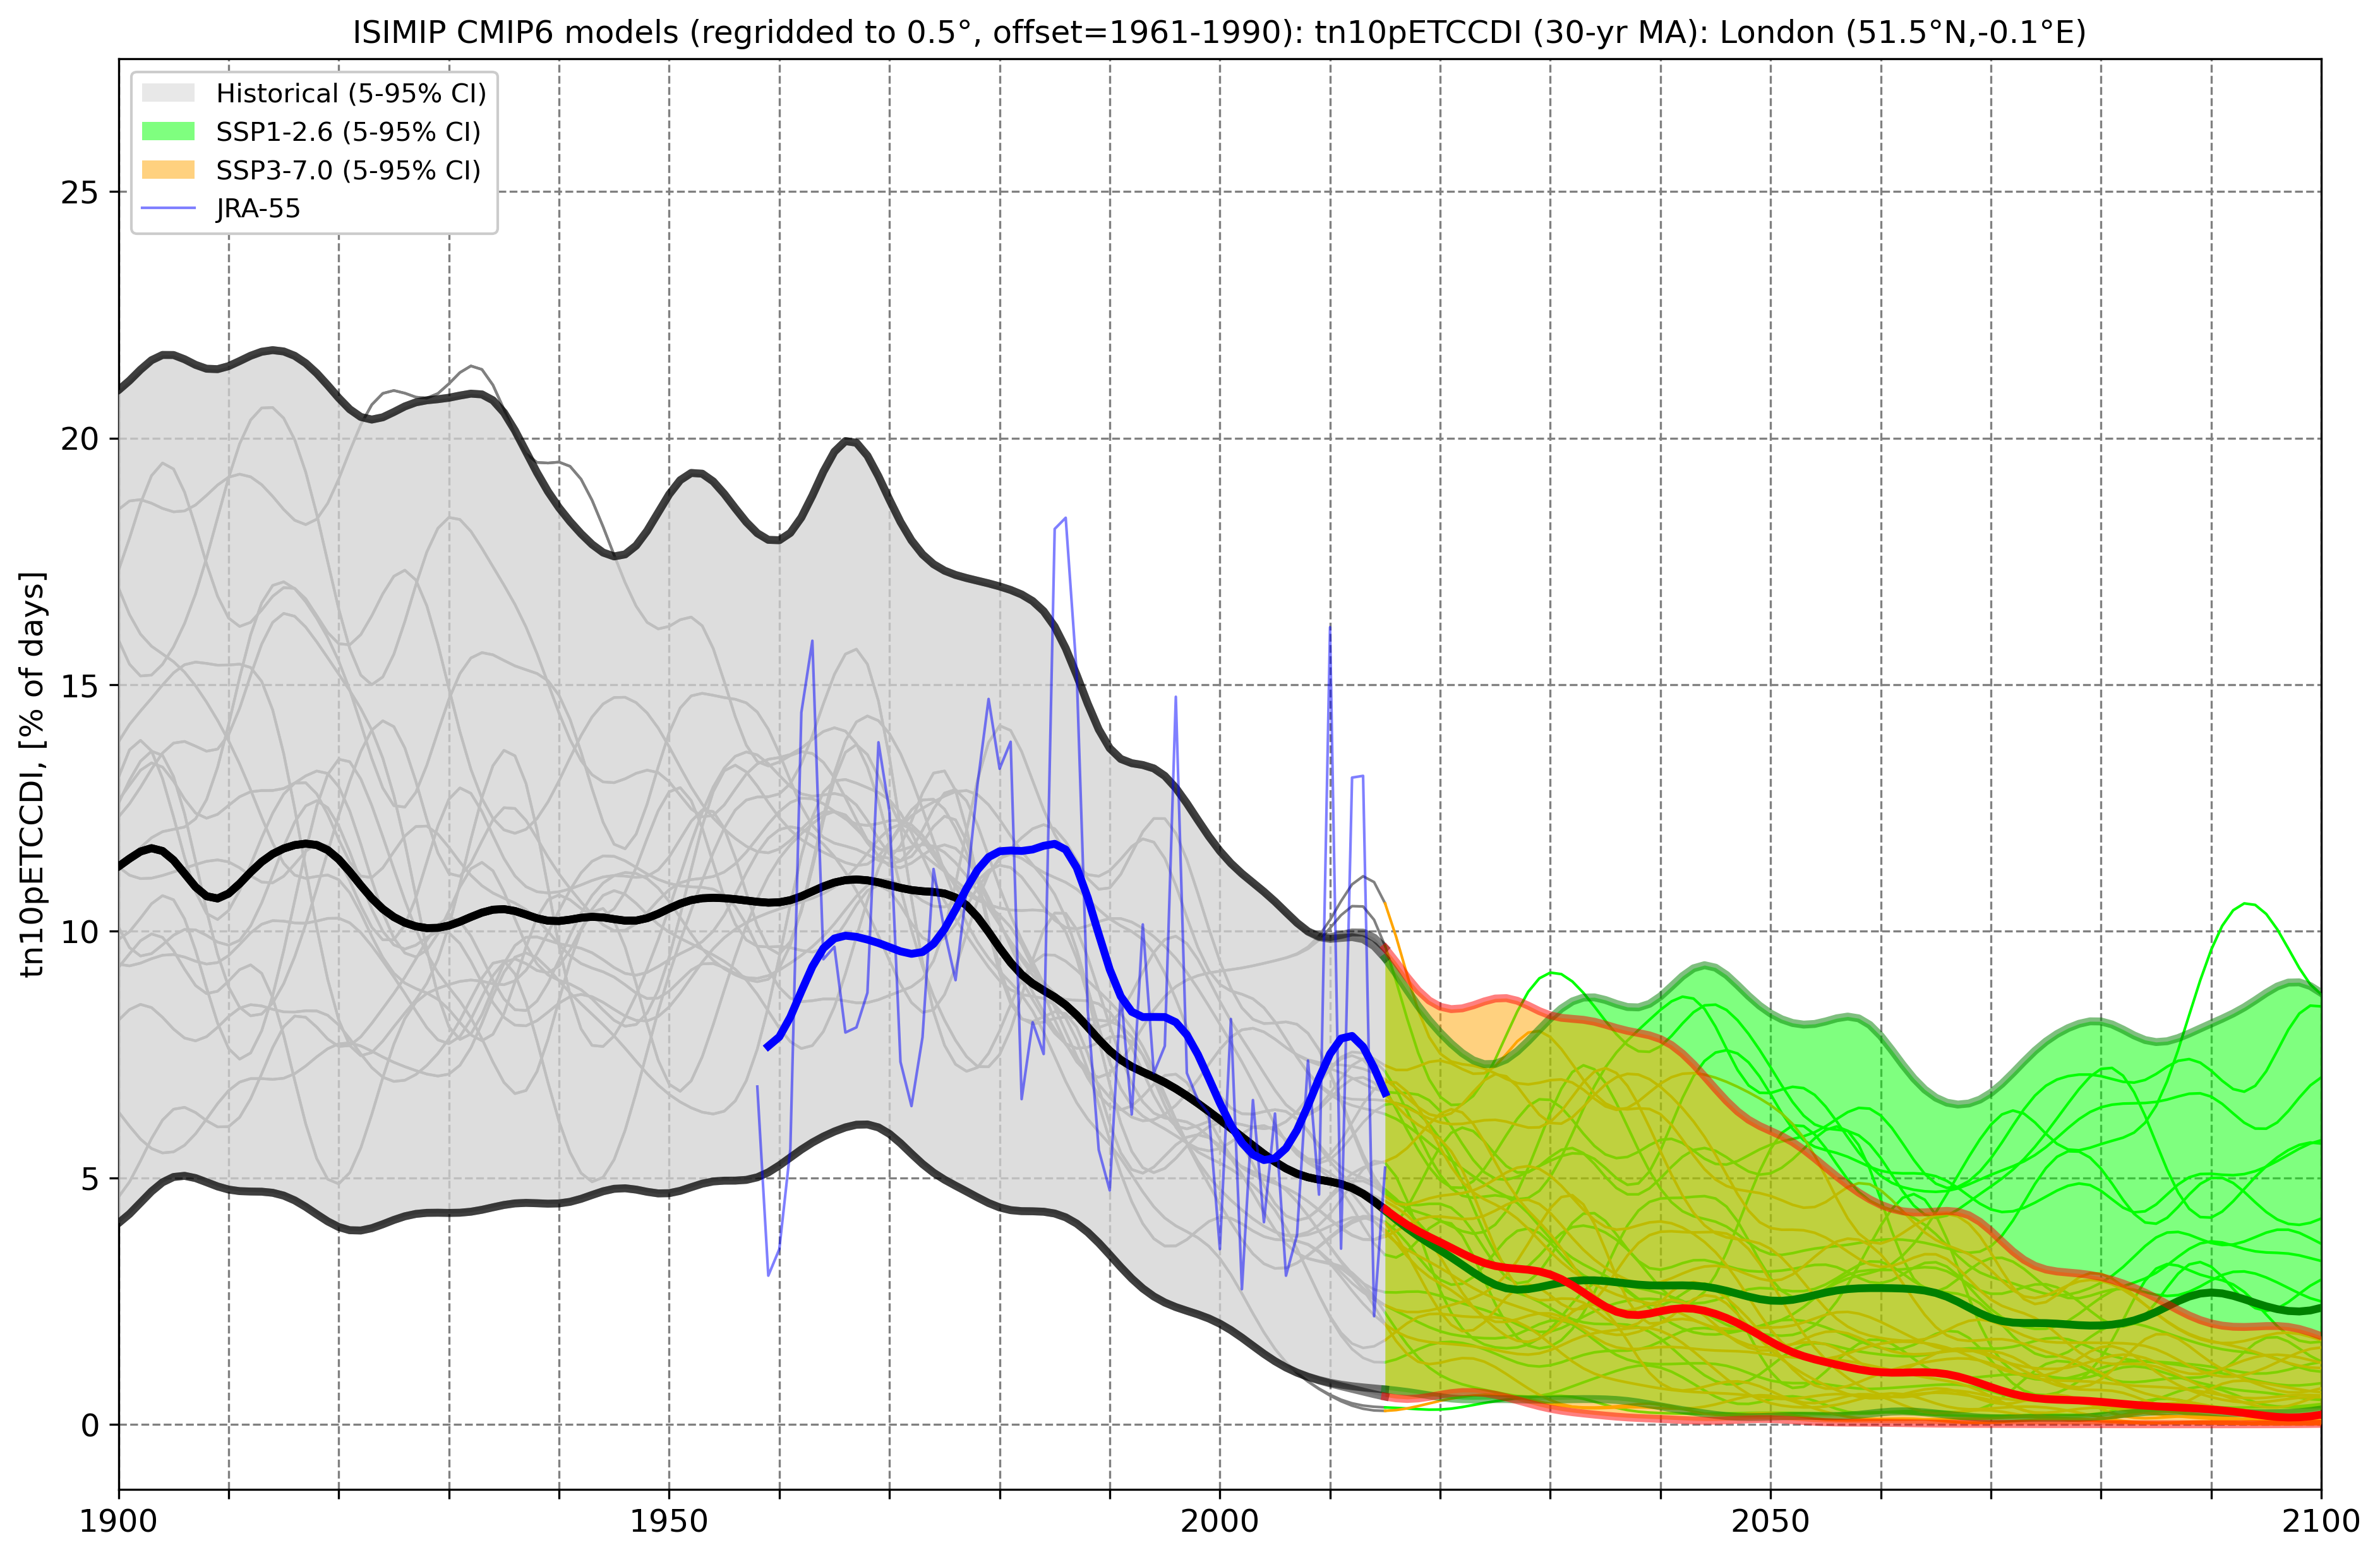 ISIMIP CMIP6 models (regridded to 0.5°, offset=1961-1990): tn10pETCCDI (30-yr MA): London (51.5°N,-0.1°E)
Historical (5-95% CI)
SSP1-2.6 (5-95% CI)
SSP3-7.0 (5-95% CI)
JRA-55
tn10pETCCDI, [% of days]
25
20
15
10
5
0
1900
1950
2000
2050
2100